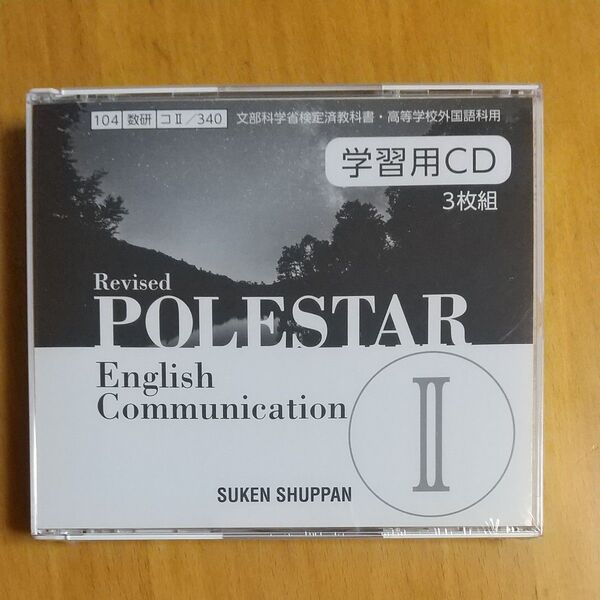 104 数研 コⅡ/340 文部科学省検定済教科書・高等学校外国語科用
学習用CD
3枚組
Revised
POLESTAR
English
Communication
Ⅱ
SUKEN SHUPPAN